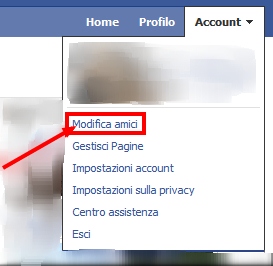 Home Profilo Account
Modifica amici
Gestisci Pagine
Impostazioni account
Impostazioni sulla privacy
Centro assistenza
Esci